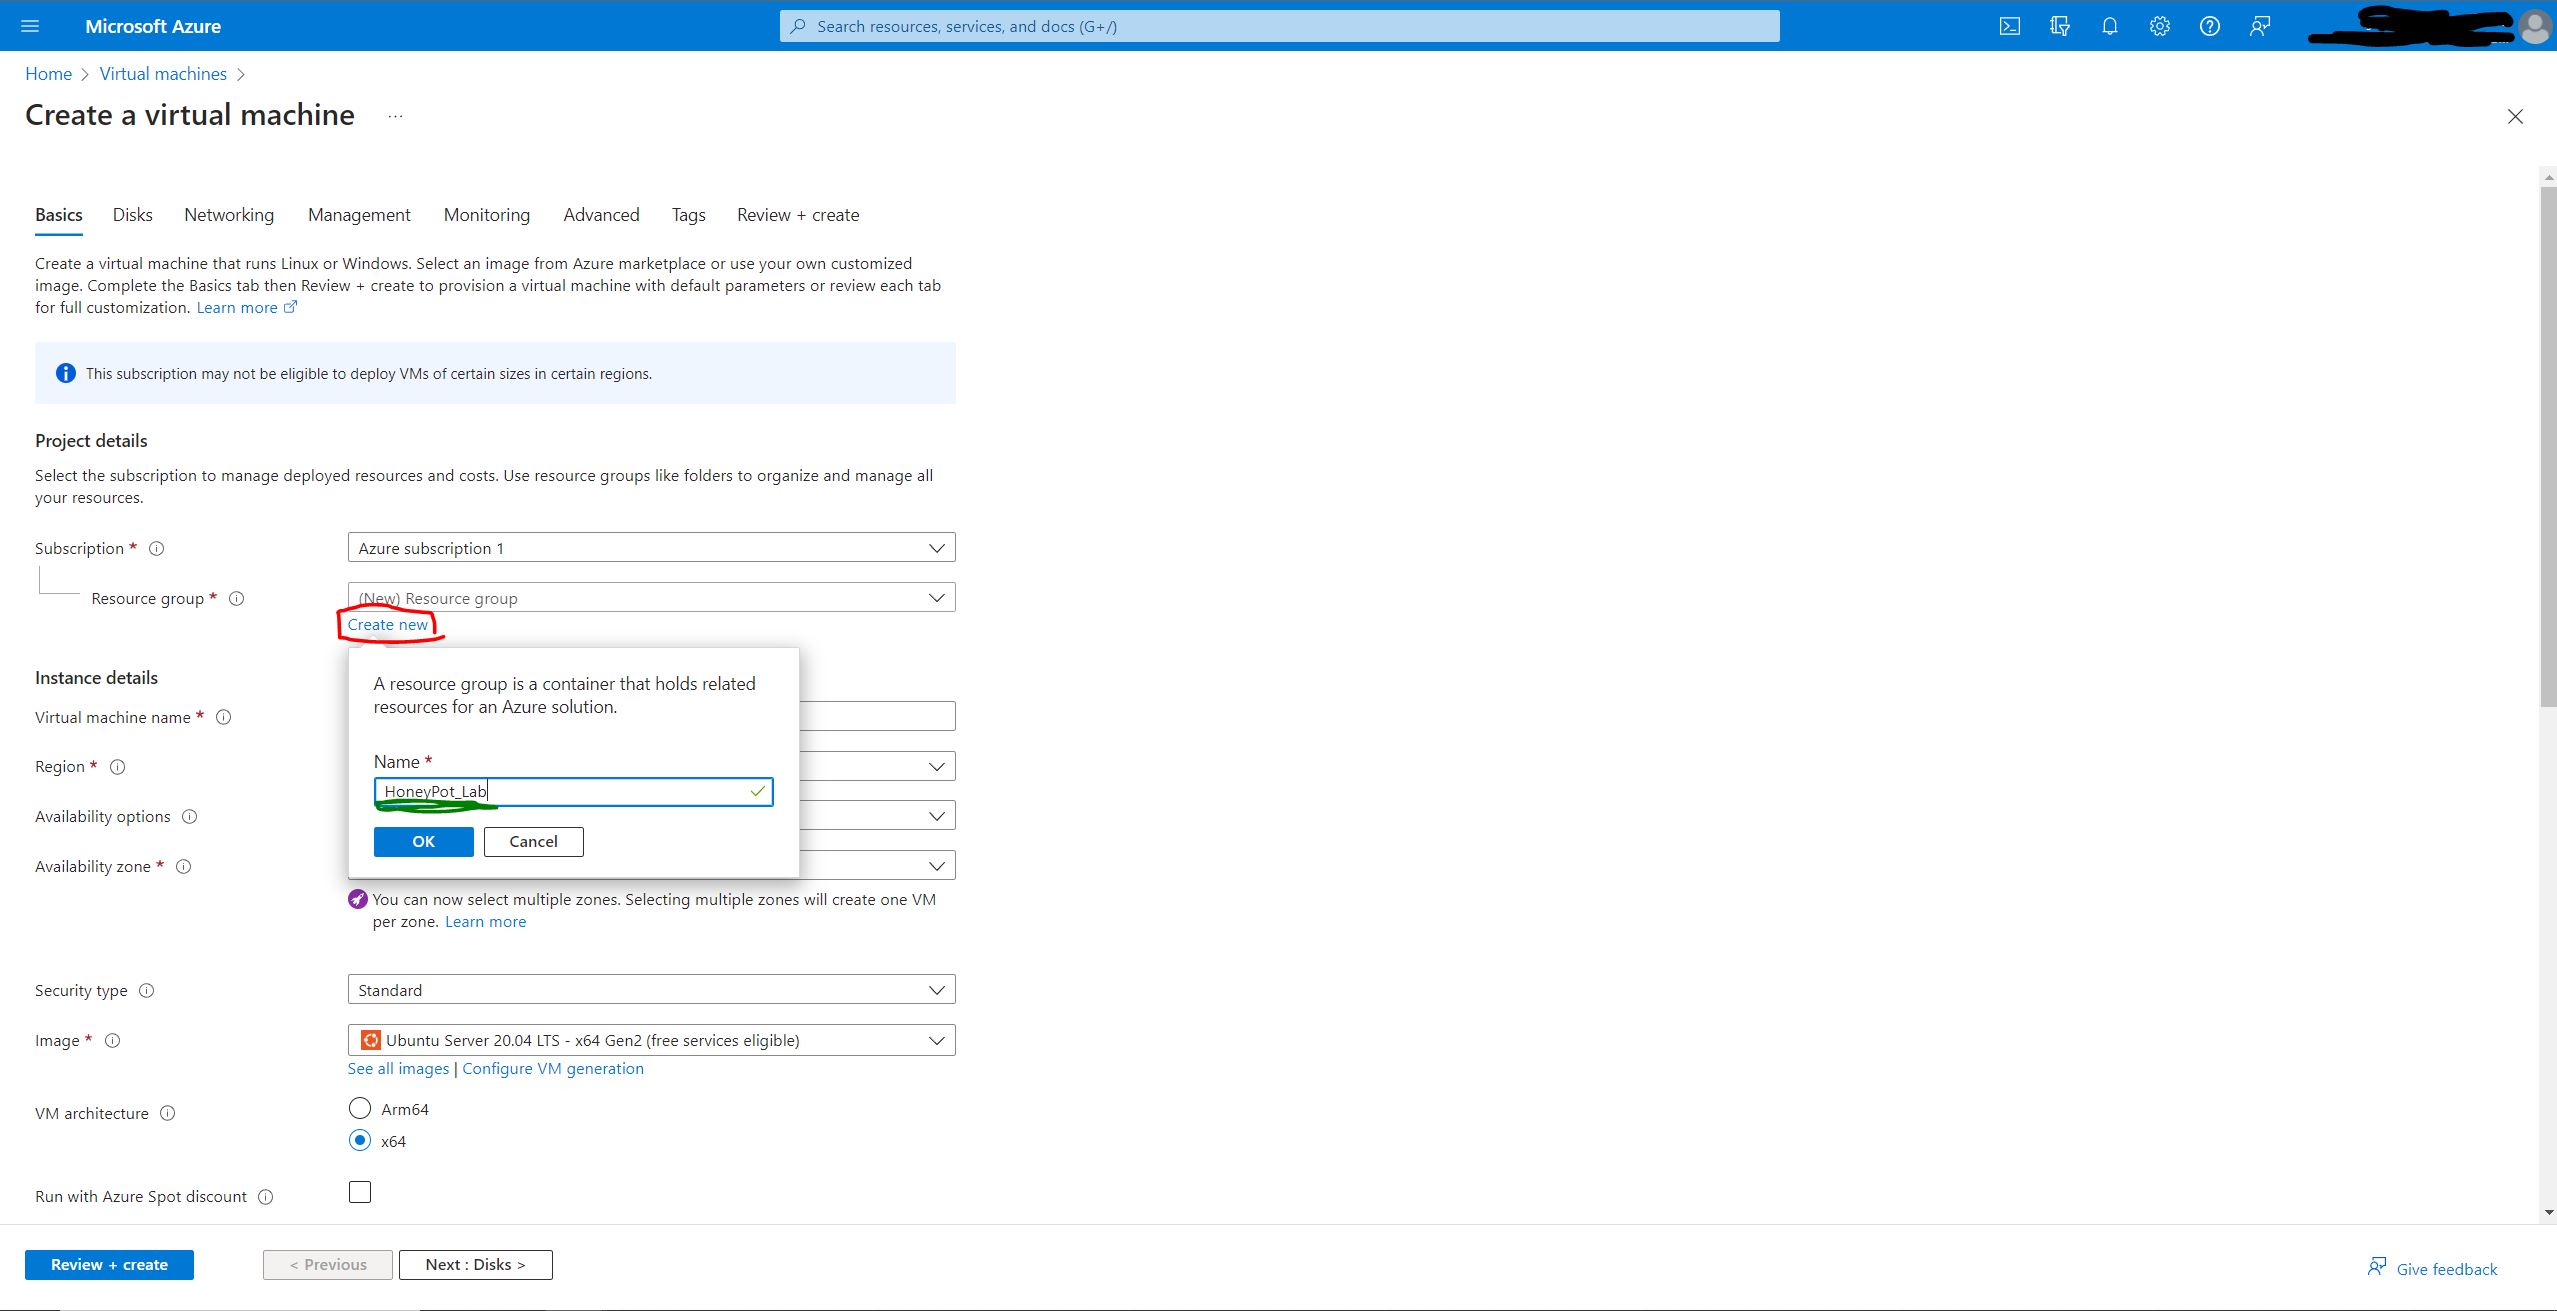 Microsoft Azure
Search resources, services, and docs (G+/)
Home > Virtual machines >
Create a virtual machine ...
Basics Disks Networking Management Monitoring Advanced Tags Review + create
Create a virtual machine that runs Linux or Windows. Select an image from Azure marketplace or use your own customized
image. Complete the Basics tab then Review + create to provision a virtual machine with default parameters or review each tab
for full customization. Learn more
This subscription may not be eligible to deploy VMs of certain sizes in certain regions.
Project details
Select the subscription to manage deployed resources and costs. Use resource groups like folders to organize and manage all
your resources.
Subscription * Azure subscription 1
Resource group * (New) Resource group
Create new
A resource group is a container that holds related
resources for an Azure solution.
Name *
HoneyPot_Lab
OK Cancel
Instance details
Virtual machine name *
Region *
Availability options
Availability zone *
You can now select multiple zones. Selecting multiple zones will create one VM
per zone. Learn more
Security type Standard
Image * Ubuntu Server 20.04 LTS - x64 Gen2 (free services eligible)
See all images | Configure VM generation
VM architecture Arm64
x64
Run with Azure Spot discount
Review + create < Previous Next : Disks > Give feedback